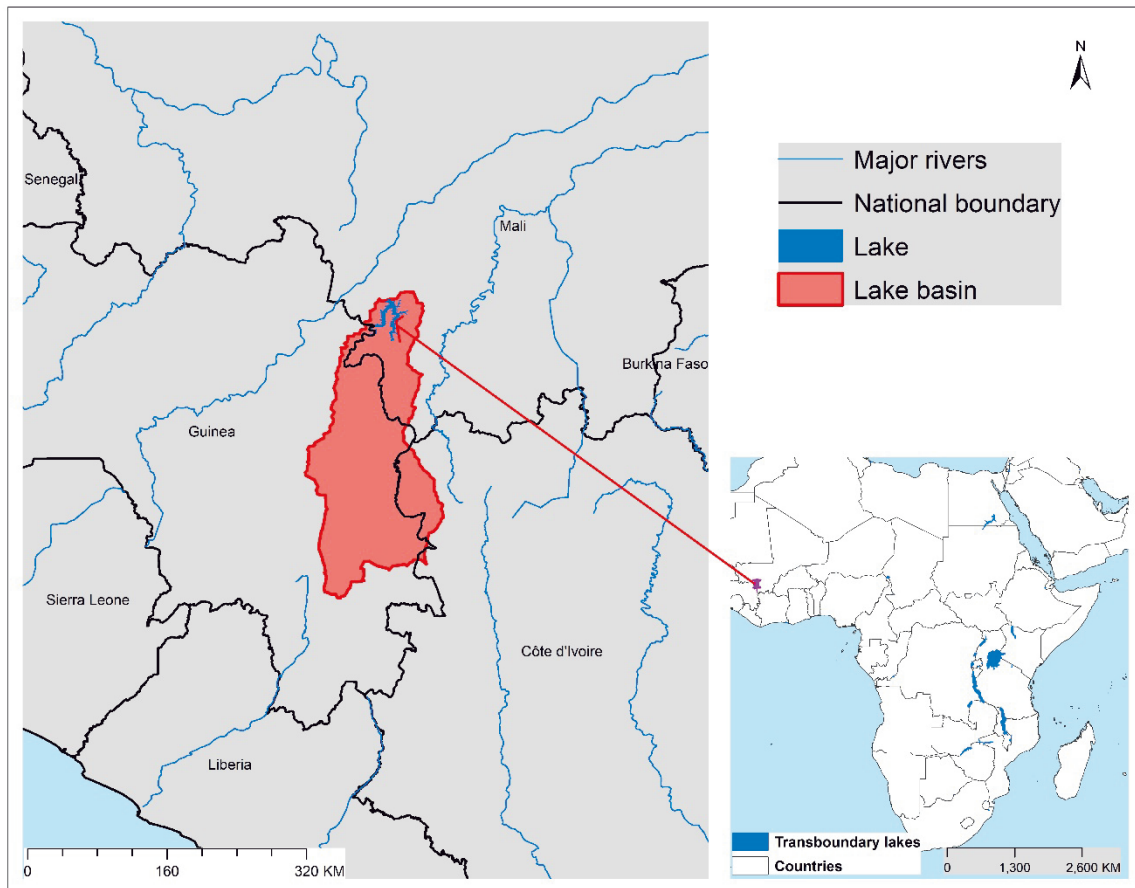 N
Major rivers
National boundary
Lake
Lake basin
Senegal
Mali
Burkina Faso
Guinea
Sierra Leone
Côte d'Ivoire
Liberia
0 160 320 KM
Transboundary lakes
Countries
0 1,300 2,600 KM